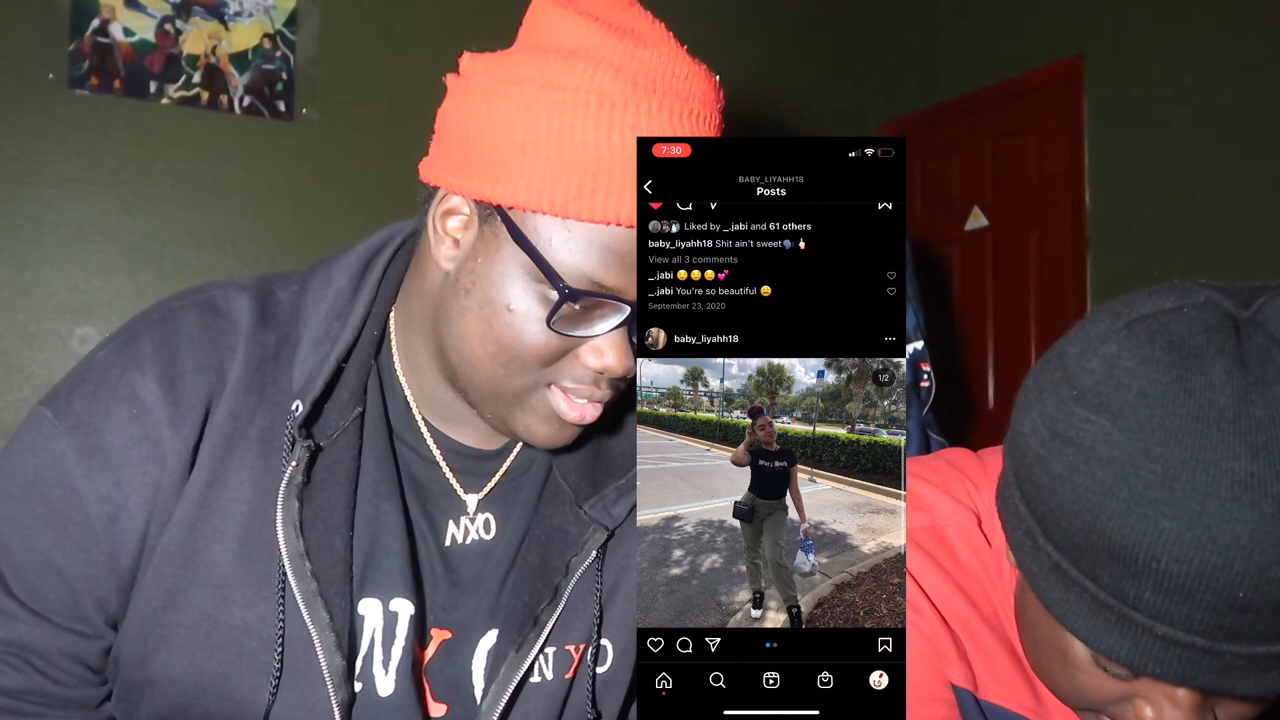 7:30
BABY_LIYAHH18
Posts
Liked by _.jabi and 61 others
baby_liyahh18 Shit ain't sweet🗣️☝🏻
View all 3 comments
_.jabi 😩😩😩💕
_.jabi You're so beautiful 😩
September 23, 2020
baby_liyahh18
1/2
NXO
NYO